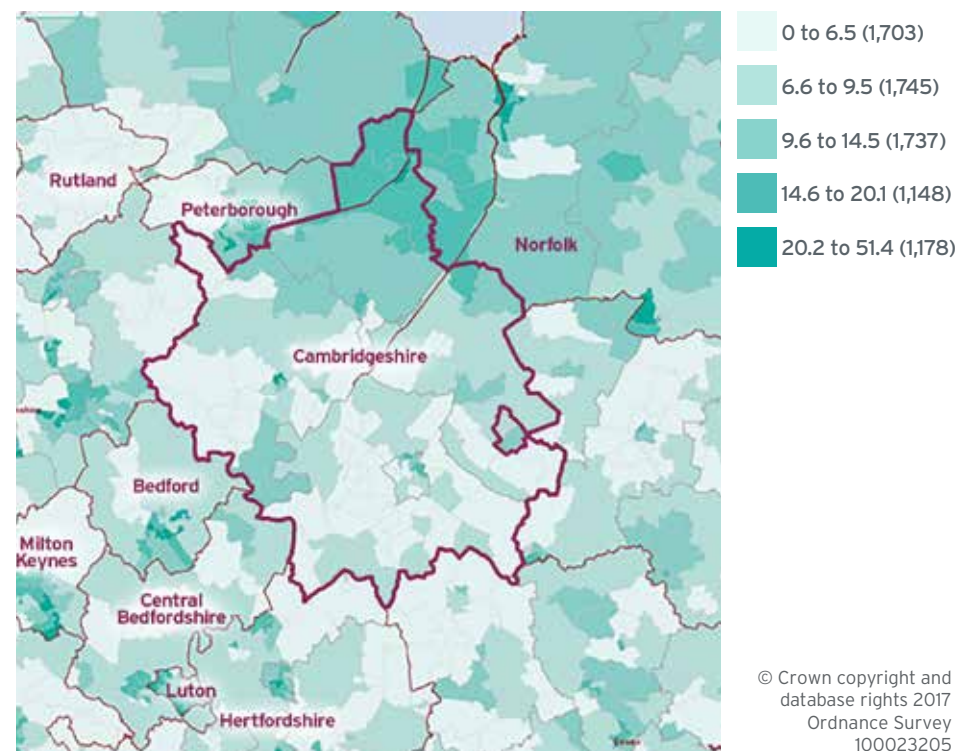 Rutland
Peterborough
Norfolk
Cambridgeshire
Bedford
Milton
Keynes
Central
Bedfordshire
Luton
Hertfordshire
0 to 6.5 (1,703)
6.6 to 9.5 (1,745)
9.6 to 14.5 (1,737)
14.6 to 20.1 (1,148)
20.2 to 51.4 (1,178)
© Crown copyright and
database rights 2017
Ordnance Survey
100023205